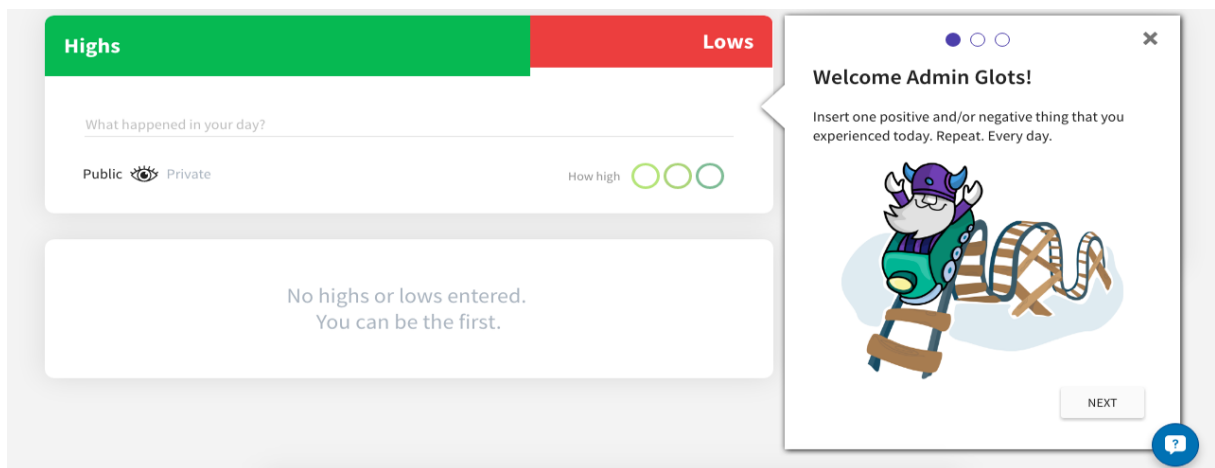 Highs
Lows
What happened in your day?
Public Private
How high
No highs or lows entered.
You can be the first.
Welcome Admin Glots!
Insert one positive and/or negative thing that you
experienced today. Repeat. Every day.
NEXT